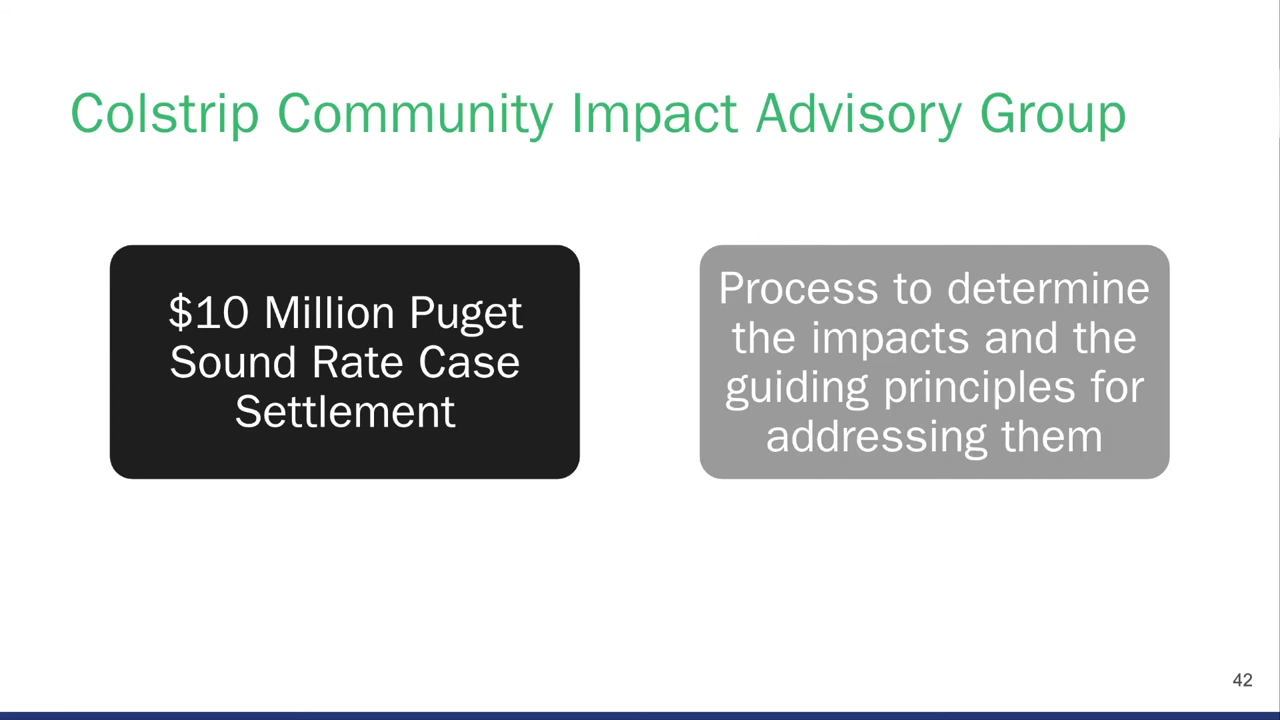 Colstrip Community Impact Advisory Group
$10 Million Puget
Sound Rate Case
Settlement
Process to determine
the impacts and the
guiding principles for
addressing them
42